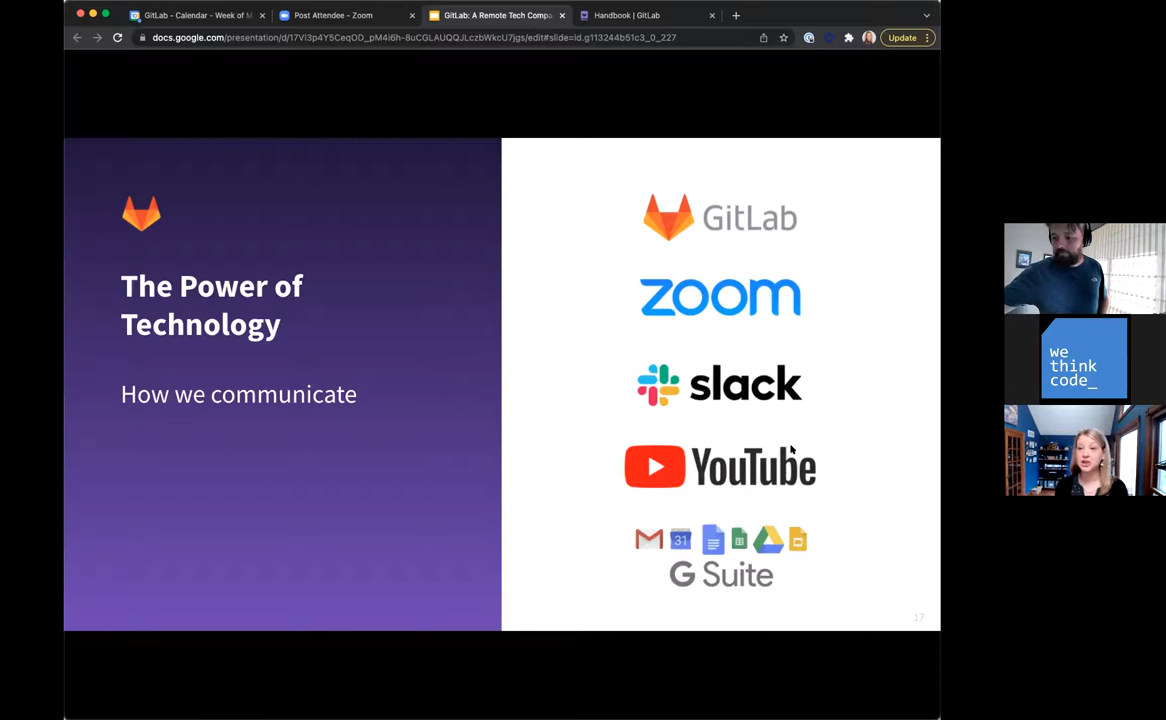 GitLab - Calendar - Week of M
Post Attendee - Zoom
GitLab: A Remote Tech Compa
Handbook | GitLab
docs.google.com/presentation/d/17Vl3p4Y5CeqOD_pM4i6h-8uCGLAUQQJLczbWkcU7jgs/edit#slide=id.g113244b51c3_0_227
Update
The Power of
Technology
How we communicate
GitLab
zoom
slack
YouTube
31
G Suite
17
we
think
code_